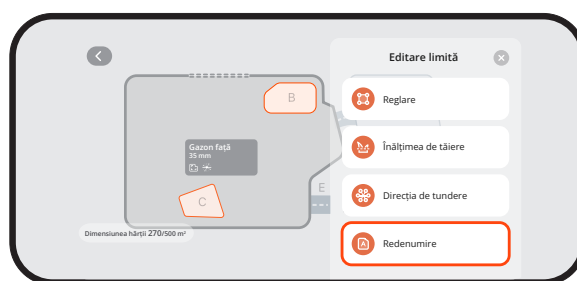 Editare limită
B
Reglare
Gazon față
35 mm
Înălțimea de tăiere
E
Direcția de tundere
C
Dimensiunea hărții 270/500 m²
Redenumire